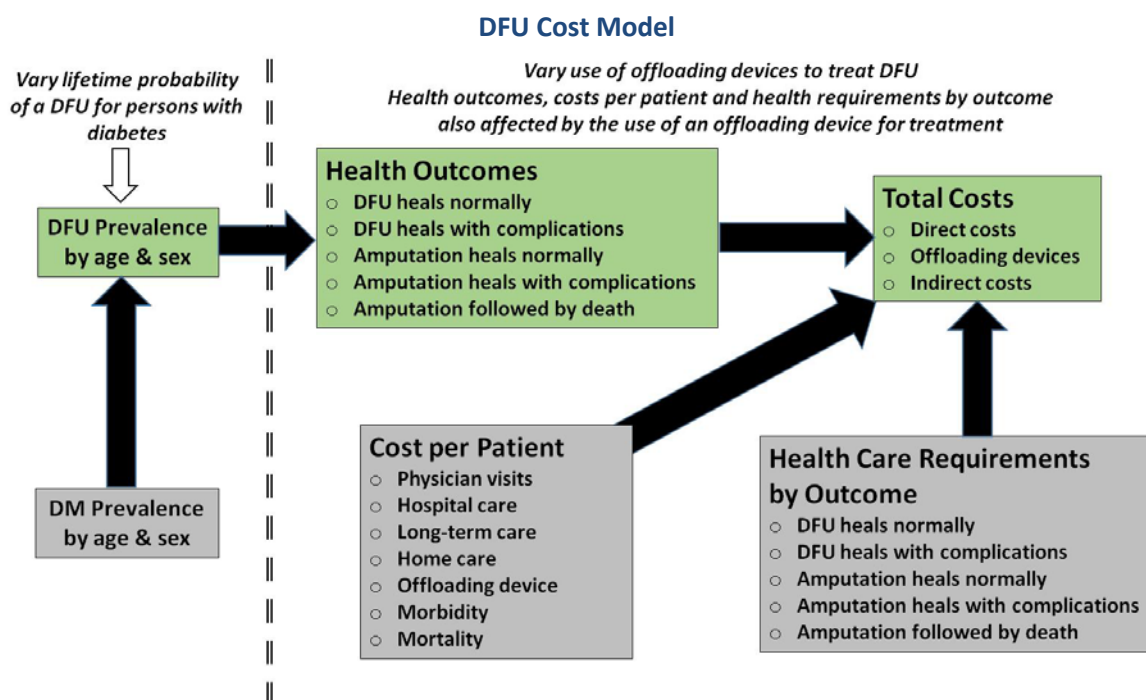 DFU Cost Model
Vary lifetime probability
of a DFU for persons with
diabetes
Vary use of offloading devices to treat DFU
Health outcomes, costs per patient and health requirements by outcome
also affected by the use of an offloading device for treatment
DFU Prevalence
by age & sex
DM Prevalence
by age & sex
Health Outcomes
○ DFU heals normally
○ DFU heals with complications
○ Amputation heals normally
○ Amputation heals with complications
○ Amputation followed by death
Total Costs
○ Direct costs
○ Offloading devices
○ Indirect costs
Cost per Patient
○ Physician visits
○ Hospital care
○ Long-term care
○ Home care
○ Offloading device
○ Morbidity
○ Mortality
Health Care Requirements
by Outcome
○ DFU heals normally
○ DFU heals with complications
○ Amputation heals normally
○ Amputation heals with complications
○ Amputation followed by death